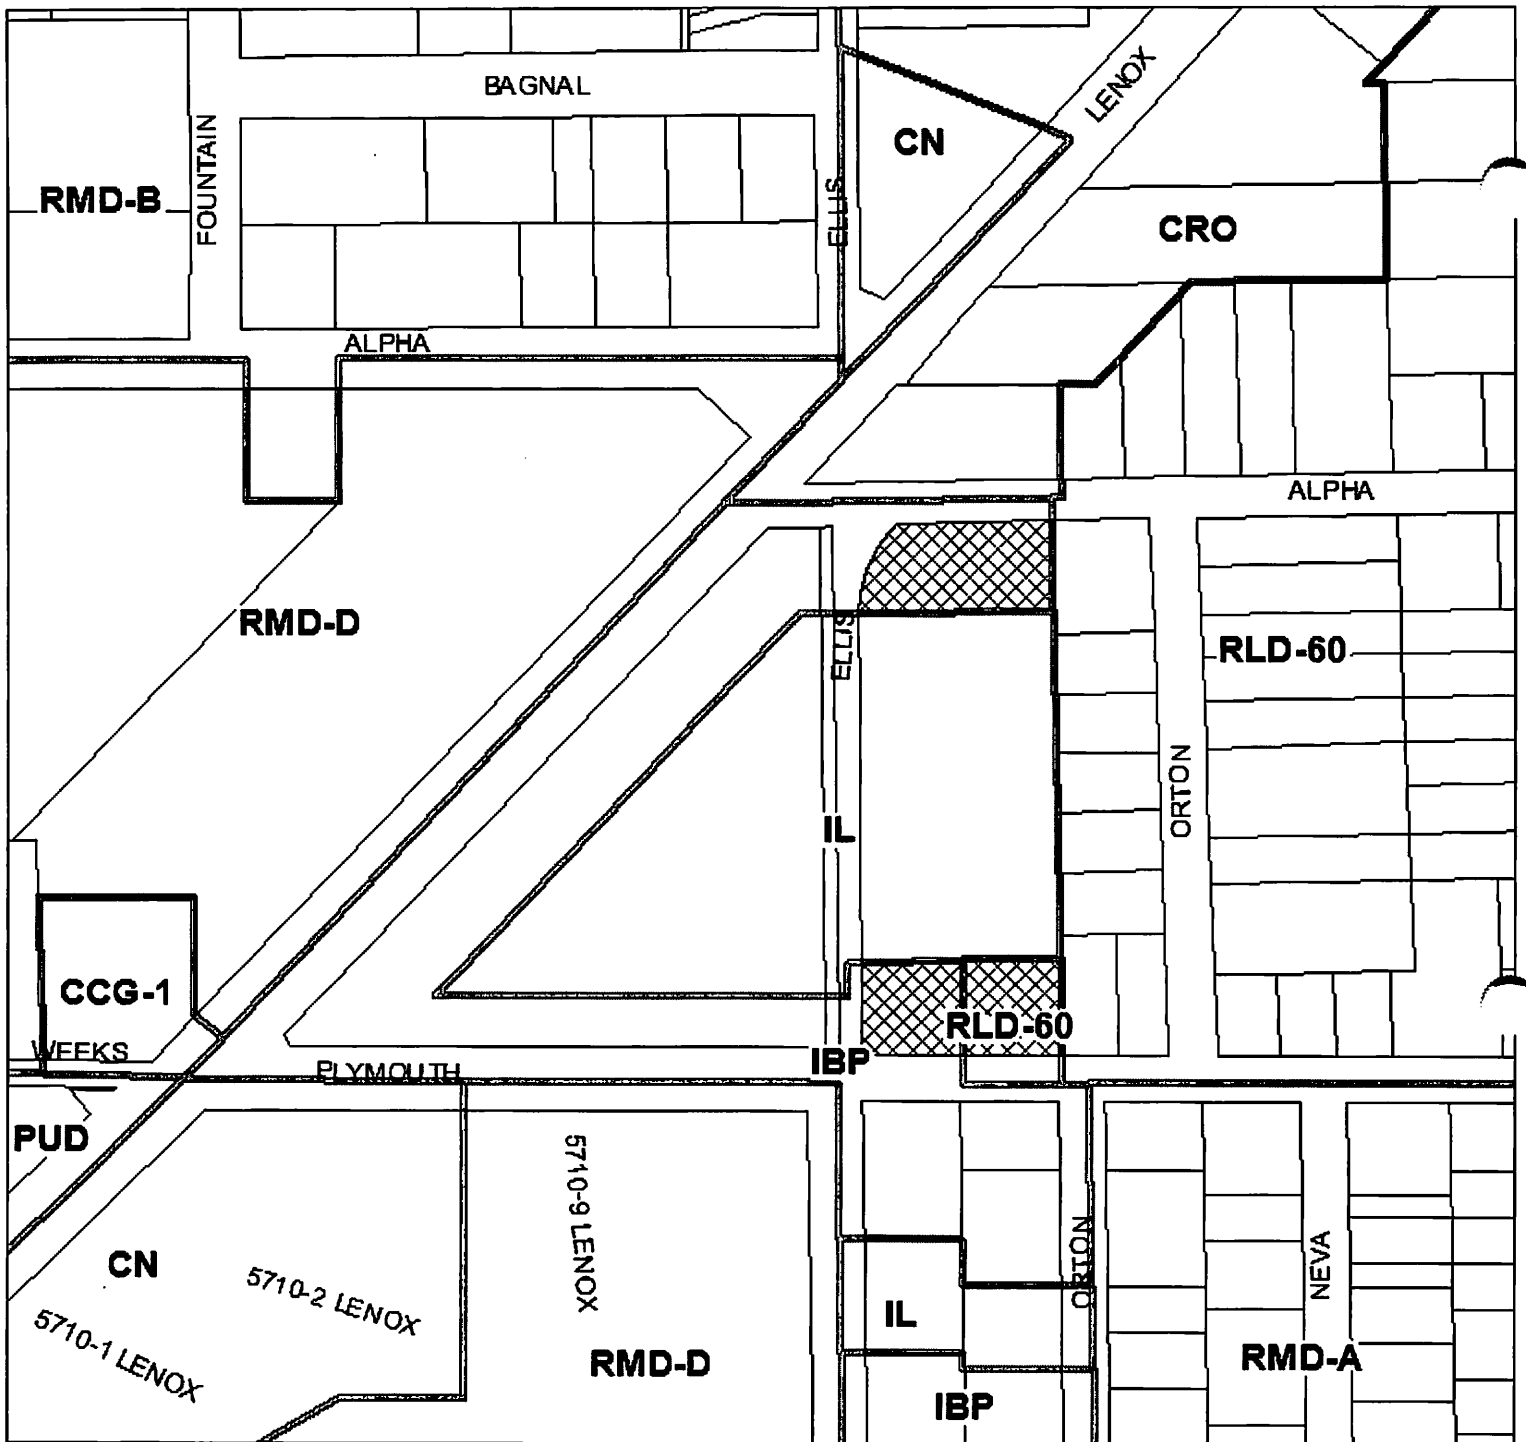 BAGNAL
LENOX
FOUNTAIN
CN
RMD-B
ELLIS
CRO
ALPHA
ALPHA
RMD-D
ELLIS
RLD-60
ORTON
IL
CCG-1
RLD-60
WEEKS
IBP
PLYMOUTH
PUD
5710-9 LENOX
CN
5710-2 LENOX
5710-1 LENOX
ORTON
NEVA
IL
RMD-D
RMD-A
IBP